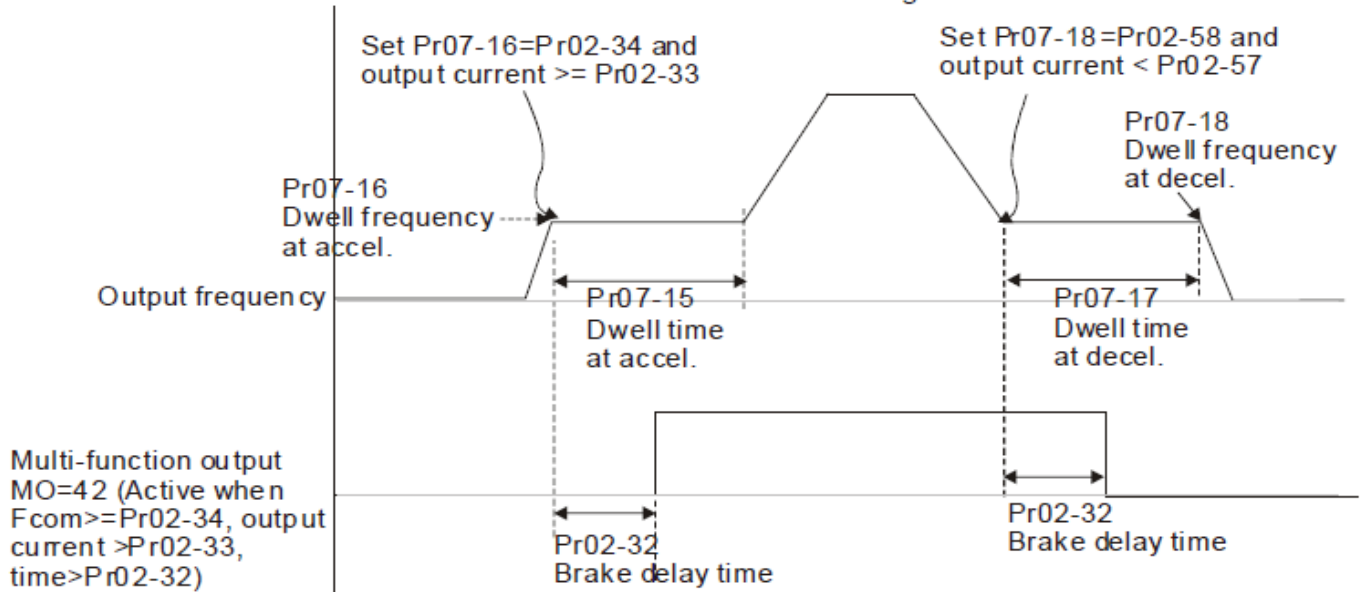 Set Pr07-16=Pr02-34 and
output current >= Pr02-33
Set Pr07-18=Pr02-58 and
output current < Pr02-57
Pr07-18
Dwell frequency
at decel.
Pr07-16
Dwell frequency
at accel.
Output frequency
Pr07-15
Dwell time
at accel.
Pr07-17
Dwell time
at decel.
Multi-function output
MO=42 (Active when
Fcom>=Pr02-34, output
current >Pr02-33,
time>Pr02-32)
Pr02-32
Brake delay time
Pr02-32
Brake delay time